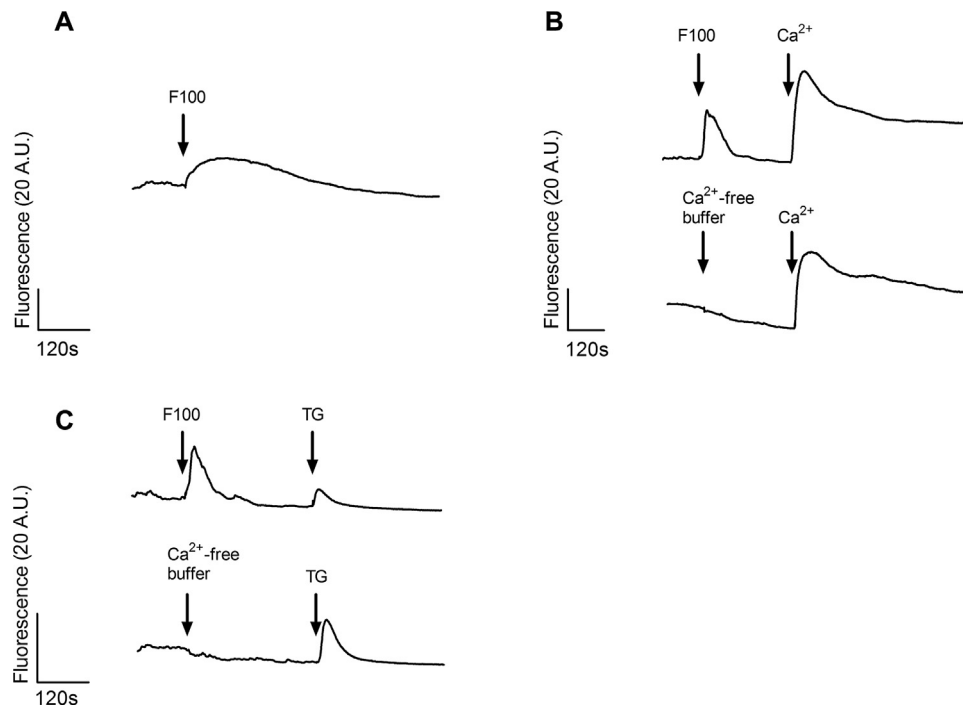 A
F100
Fluorescence (20 A.U.)
120s
B
F100
Ca²⁺
Ca²⁺-free
buffer
Ca²⁺
Fluorescence (20 A.U.)
120s
C
F100
TG
Ca²⁺-free
buffer
TG
Fluorescence (20 A.U.)
120s